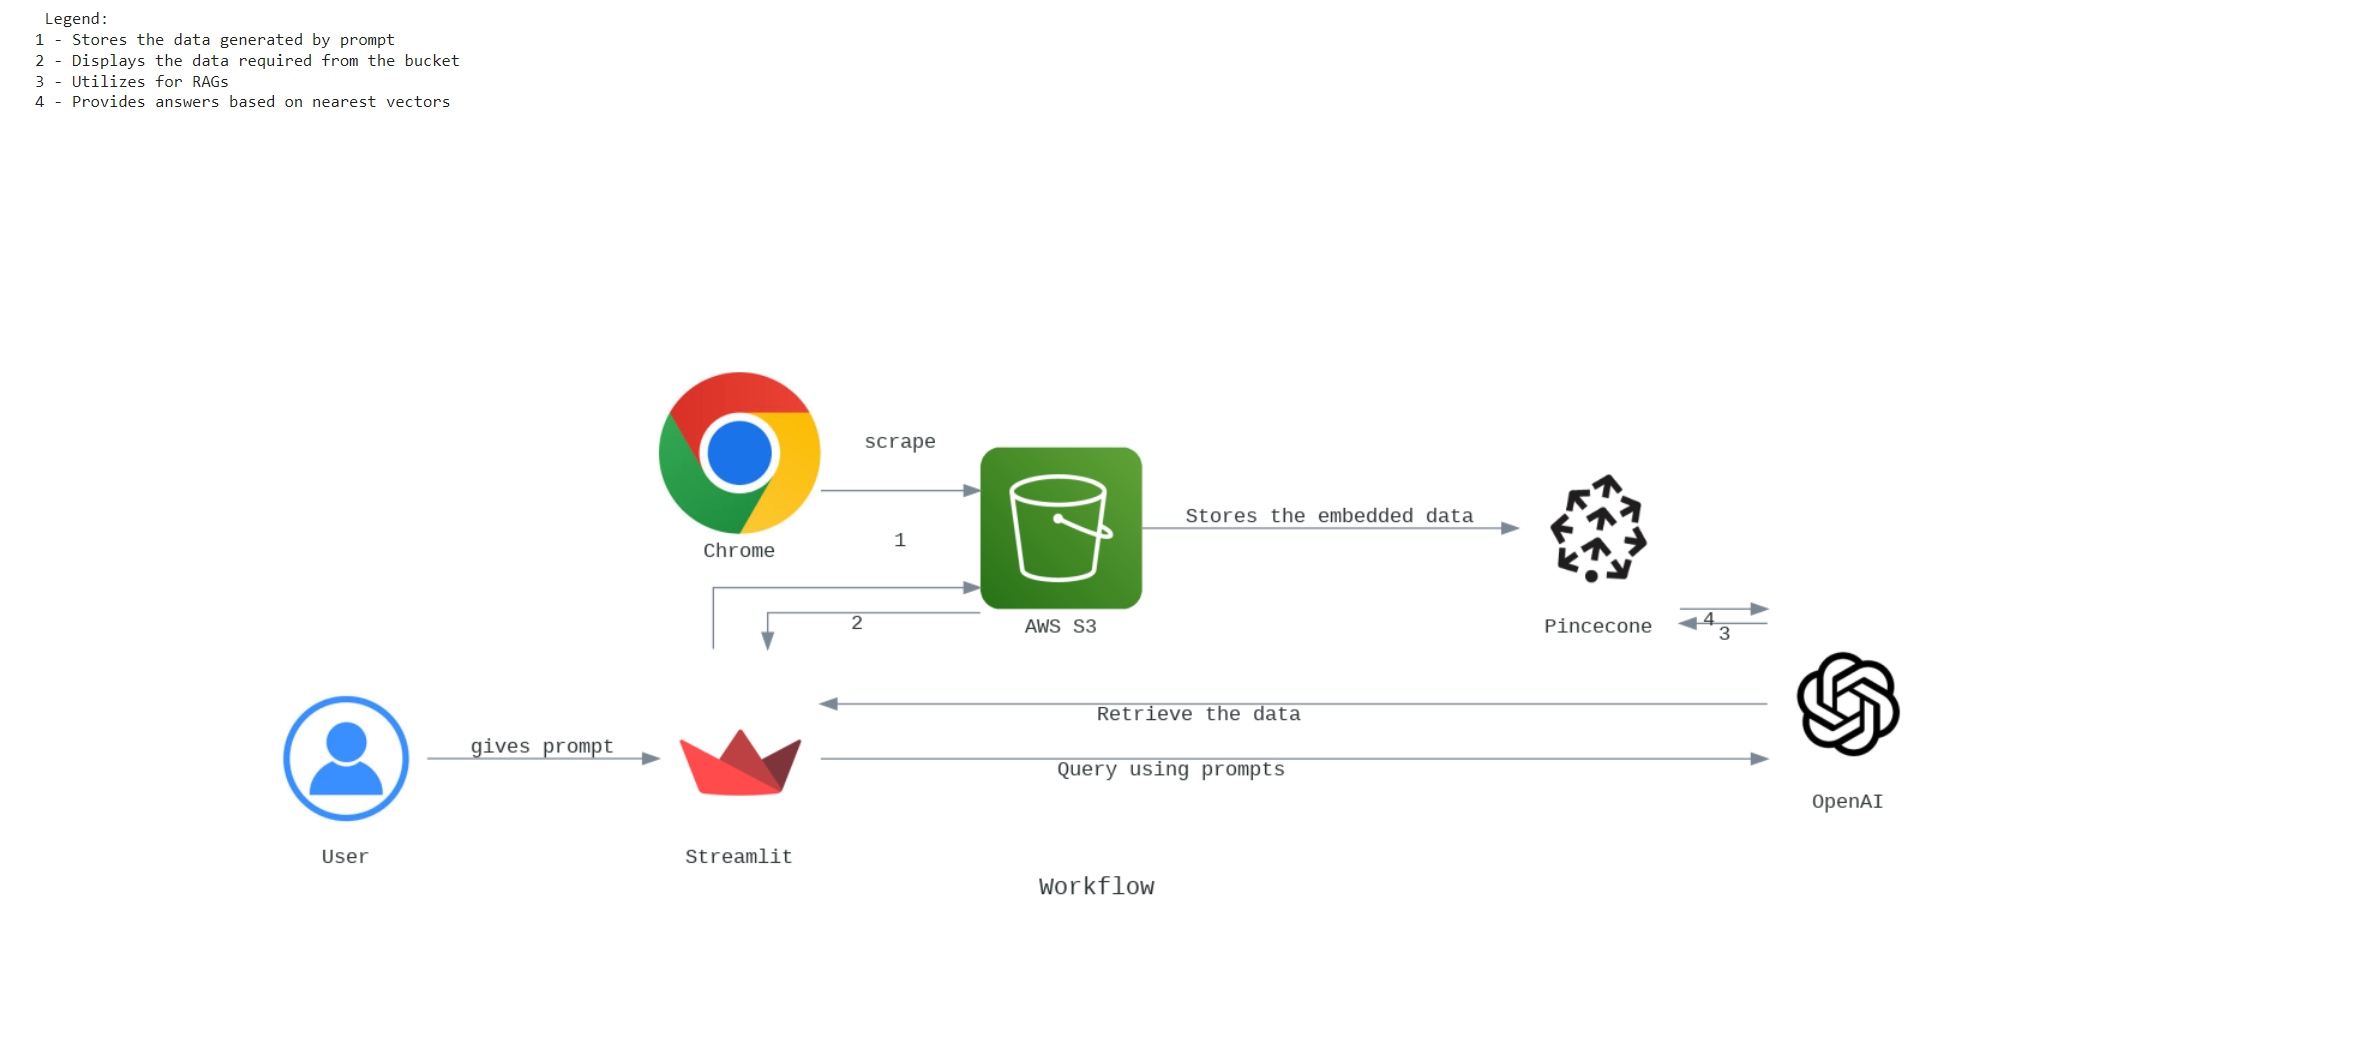 Legend:
1 - Stores the data generated by prompt
2 - Displays the data required from the bucket
3 - Utilizes for RAGs
4 - Provides answers based on nearest vectors
scrape
Stores the embedded data
1
Chrome
2
AWS S3
Pincecone
4
3
Retrieve the data
gives prompt
Query using prompts
OpenAI
User
Streamlit
Workflow